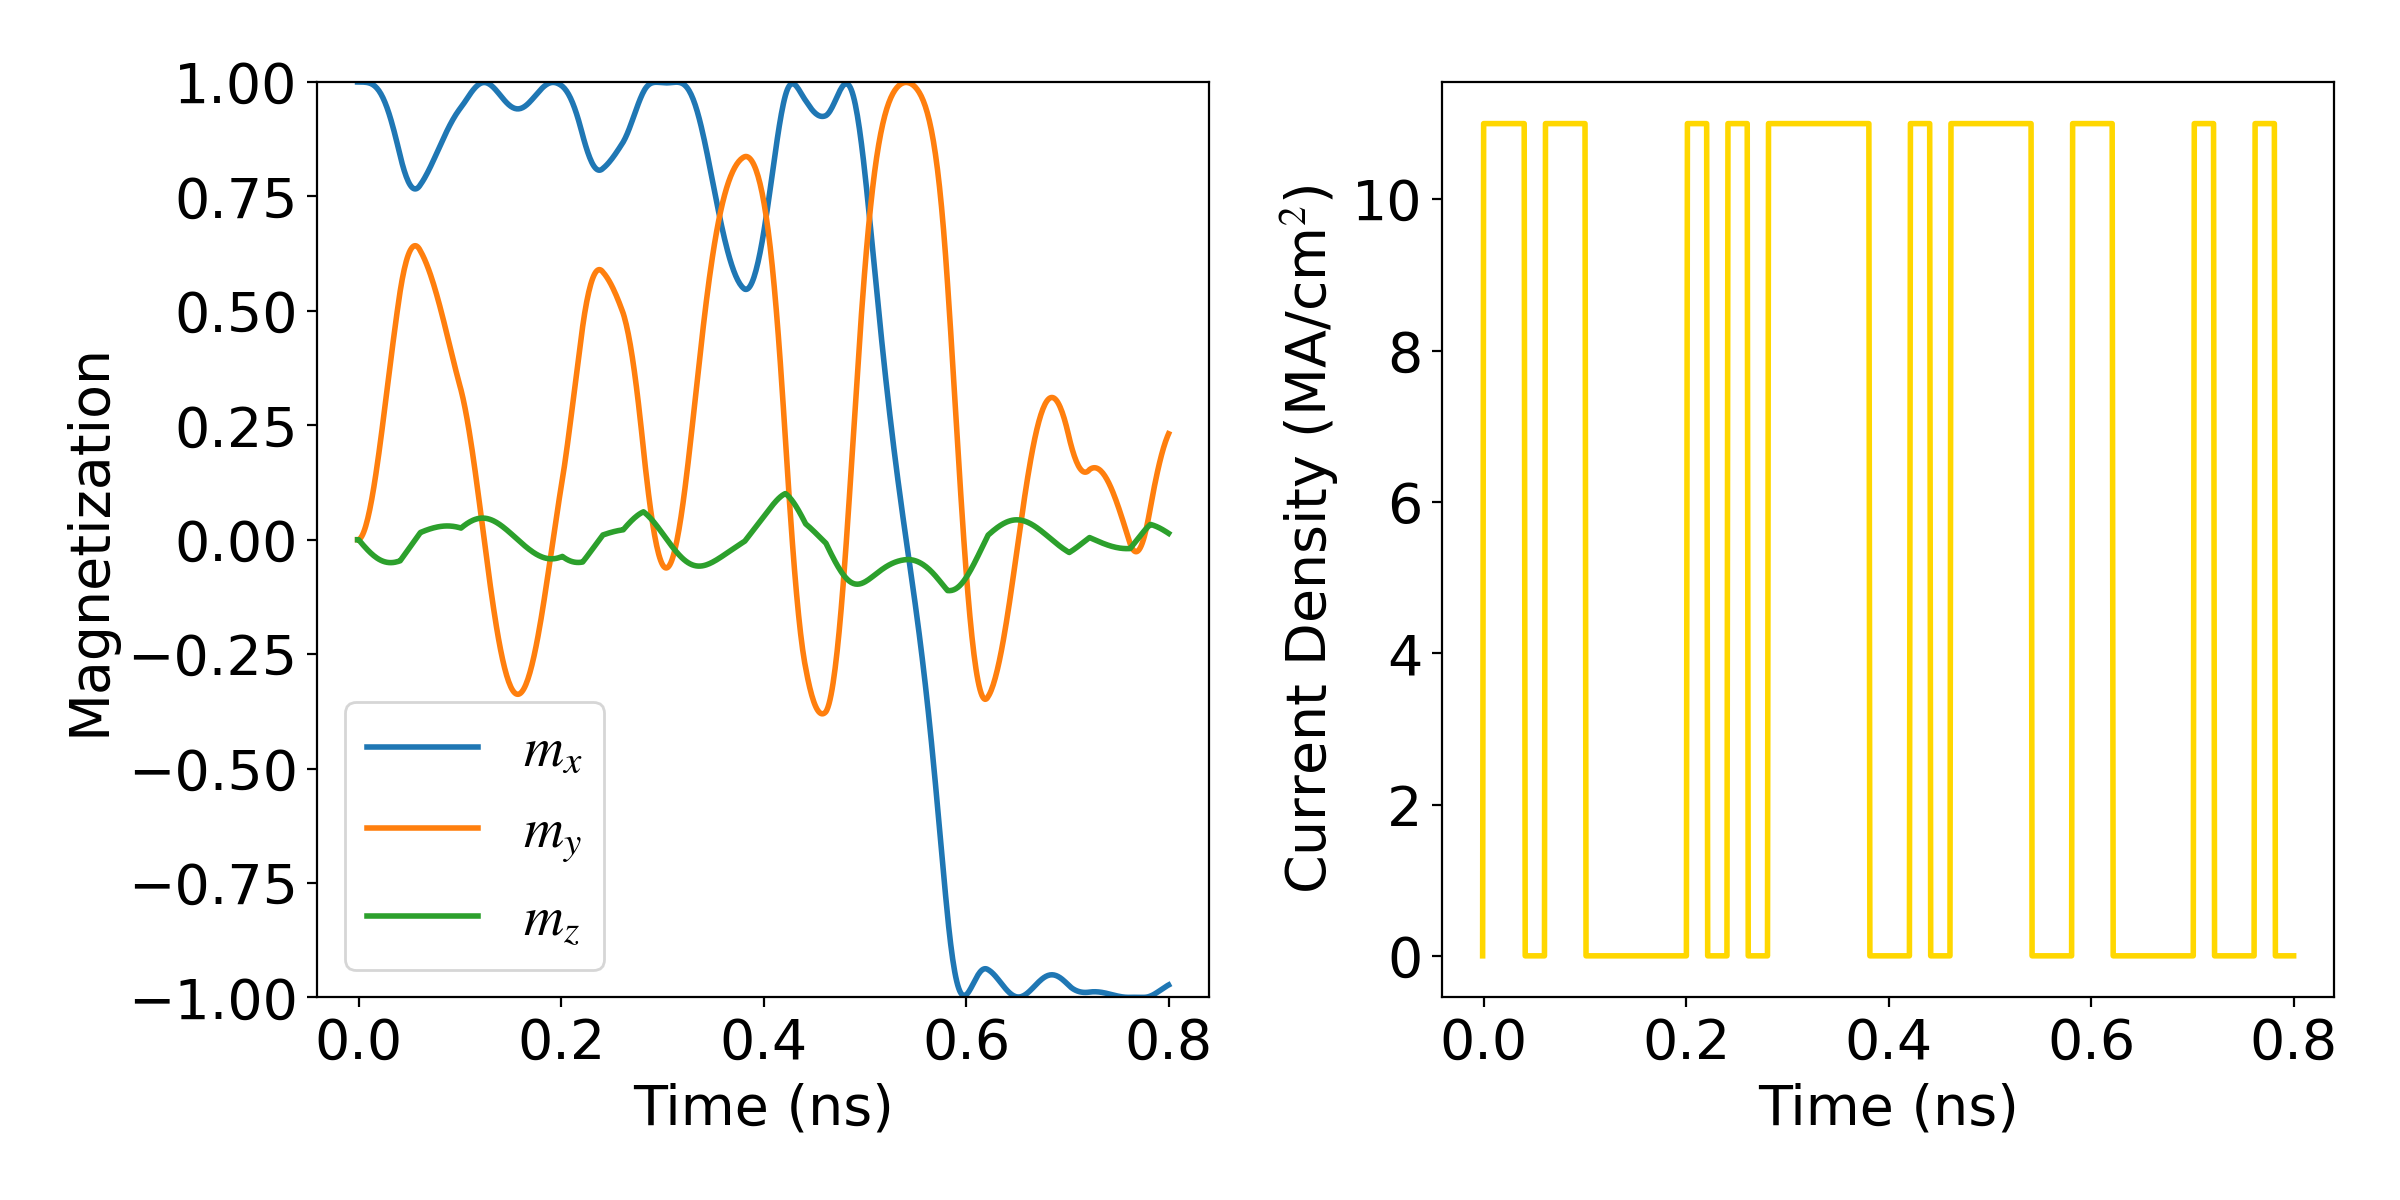 1.00
0.75
0.50
0.25
0.00
−0.25
−0.50
−0.75
−1.00
Magnetization
m_x
m_y
m_z
0.0 0.2 0.4 0.6 0.8
Time (ns)
10
8
6
4
2
0
Current Density (MA/cm²)
0.0 0.2 0.4 0.6 0.8
Time (ns)